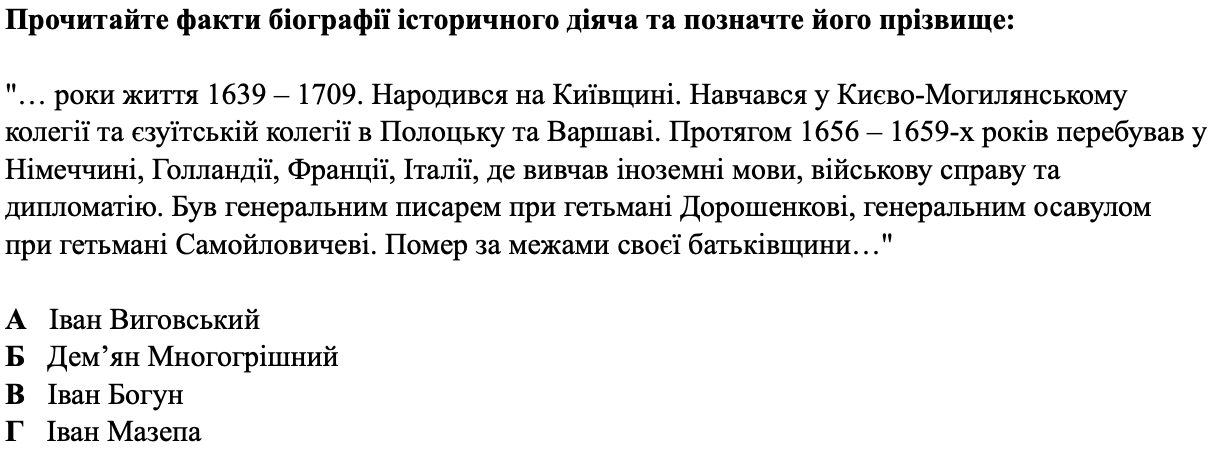 Прочитайте факти біографії історичного діяча та позначте його прізвище:
"… роки життя 1639 – 1709. Народився на Київщині. Навчався у Києво-Могилянському
колегії та єзуїтській колегії в Полоцьку та Варшаві. Протягом 1656 – 1659-х років перебував у
Німеччині, Голландії, Франції, Італії, де вивчав іноземні мови, військову справу та
дипломатію. Був генеральним писарем при гетьмані Дорошенкові, генеральним осавулом
при гетьмані Самойловичеві. Помер за межами своєї батьківщини…"
А Іван Виговський
Б Дем’ян Многогрішний
В Іван Богун
Г Іван Мазепа